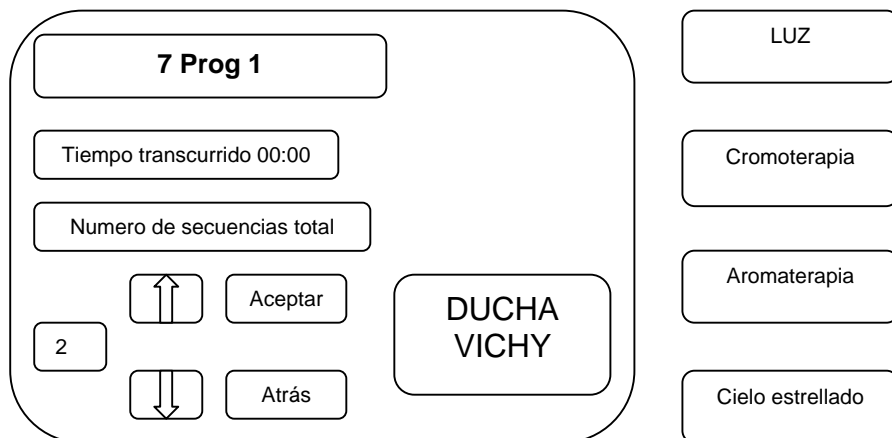 7 Prog 1
Tiempo transcurrido 00:00
Numero de secuencias total
Aceptar
2
Atrás
DUCHA
VICHY
LUZ
Cromoterapia
Aromaterapia
Cielo estrellado